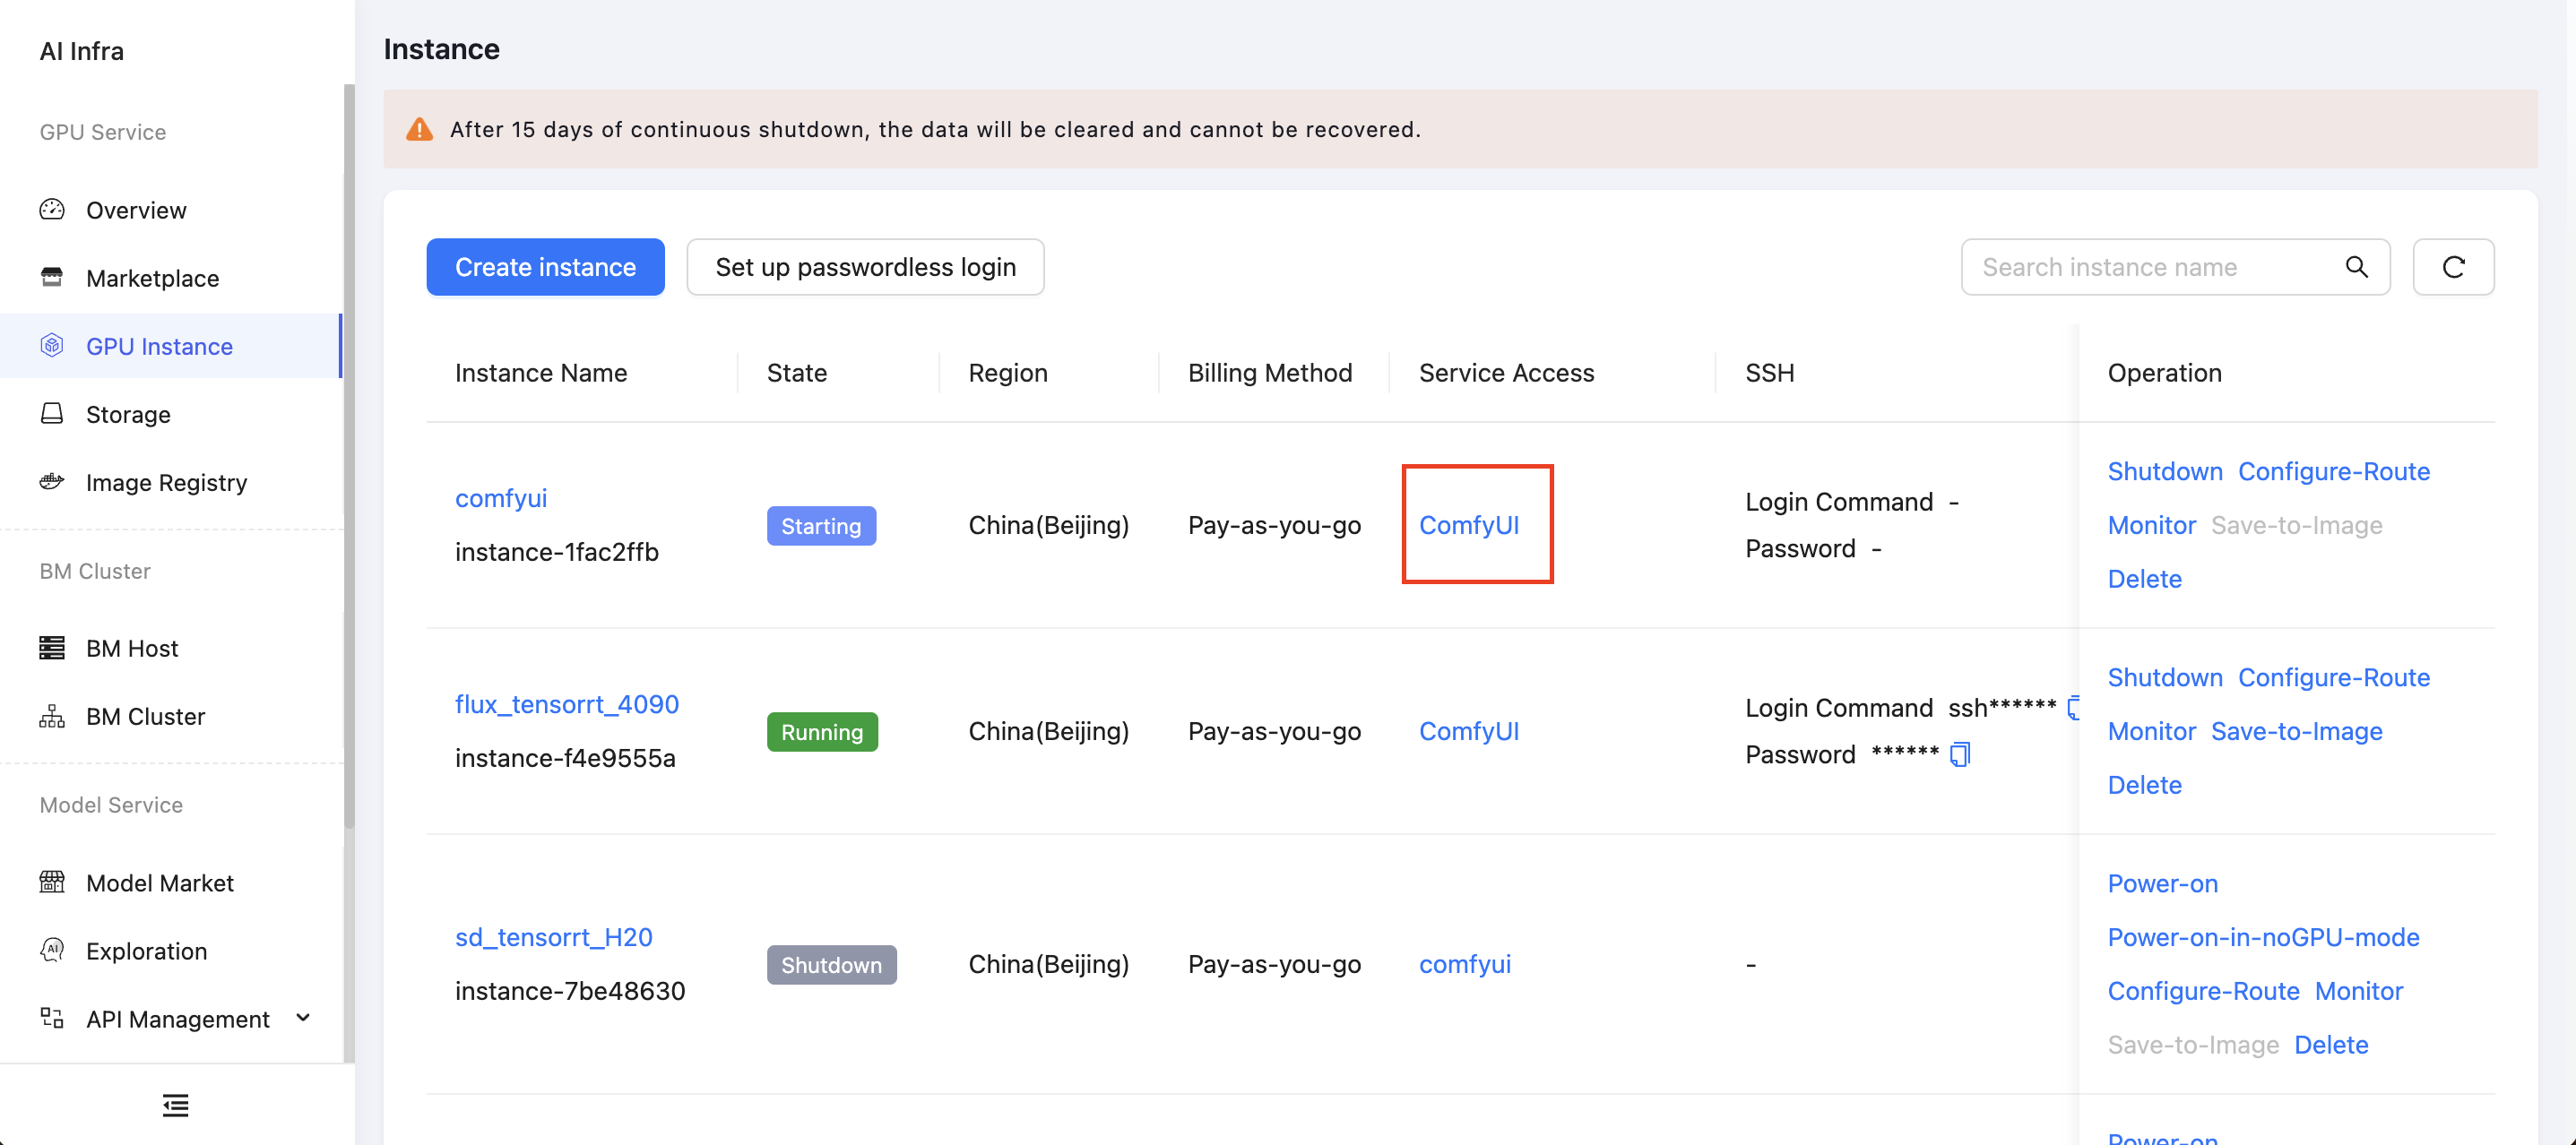 AI Infra
GPU Service
Overview
Marketplace
GPU Instance
Storage
Image Registry
BM Cluster
BM Host
BM Cluster
Model Service
Model Market
Exploration
API Management
Instance
After 15 days of continuous shutdown, the data will be cleared and cannot be recovered.
Create instance
Set up passwordless login
Search instance name
Instance Name
State
Region
Billing Method
Service Access
SSH
Operation
comfyui
instance-1fac2ffb
Starting
China(Beijing)
Pay-as-you-go
ComfyUI
Login Command -
Password -
Shutdown Configure-Route
Monitor Save-to-Image
Delete
flux_tensorrt_4090
instance-f4e9555a
Running
China(Beijing)
Pay-as-you-go
ComfyUI
Login Command ssh******
Password ******
Shutdown Configure-Route
Monitor Save-to-Image
Delete
sd_tensorrt_H20
instance-7be48630
Shutdown
China(Beijing)
Pay-as-you-go
comfyui
-
Power-on
Power-on-in-noGPU-mode
Configure-Route Monitor
Save-to-Image Delete
Power-on